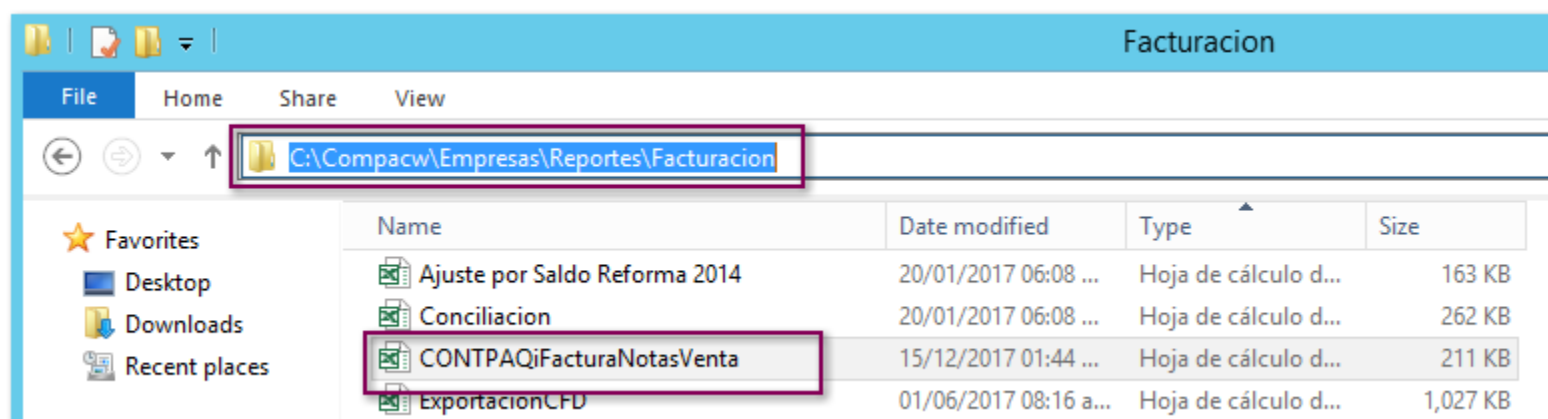 Facturacion
File Home Share View
C:\Compacw\Empresas\Reportes\Facturacion
Name Date modified Type Size
Favorites
Desktop
Downloads
Recent places
Ajuste por Saldo Reforma 2014 20/01/2017 06:08 ... Hoja de cálculo d... 163 KB
Conciliacion 20/01/2017 06:08 ... Hoja de cálculo d... 262 KB
CONTPAQiFacturaNotasVenta 15/12/2017 01:44 ... Hoja de cálculo d... 211 KB
ExportacionCFD 01/06/2017 08:16 a... Hoja de cálculo d... 1,027 KB